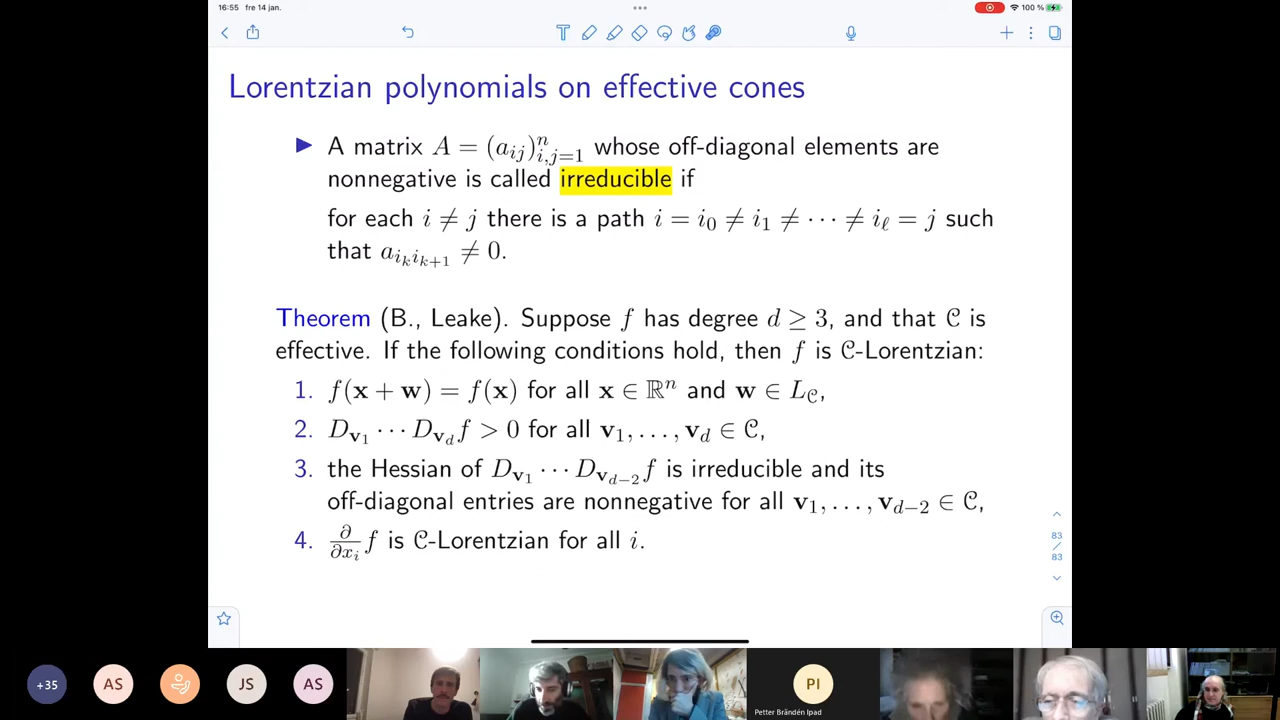 16:55 fre 14 jan.
100 %
Lorentzian polynomials on effective cones
▶ A matrix A = (a_{ij})^n_{i,j=1} whose off-diagonal elements are
nonnegative is called irreducible if
for each i ≠ j there is a path i = i_0 ≠ i_1 ≠ ⋯ ≠ i_ℓ = j such
that a_{i_k i_{k+1}} ≠ 0.
Theorem (B., Leake). Suppose f has degree d ≥ 3, and that 𝒞 is
effective. If the following conditions hold, then f is 𝒞-Lorentzian:
1. f(x + w) = f(x) for all x ∈ ℝ^n and w ∈ L_𝒞,
2. D_{v_1} ⋯ D_{v_d} f > 0 for all v_1, …, v_d ∈ 𝒞,
3. the Hessian of D_{v_1} ⋯ D_{v_{d−2}} f is irreducible and its
off-diagonal entries are nonnegative for all v_1, …, v_{d−2} ∈ 𝒞,
4. ∂/∂x_i f is 𝒞-Lorentzian for all i.
83
/
83
+35
AS
JS
AS
PI
Petter Brändén Ipad